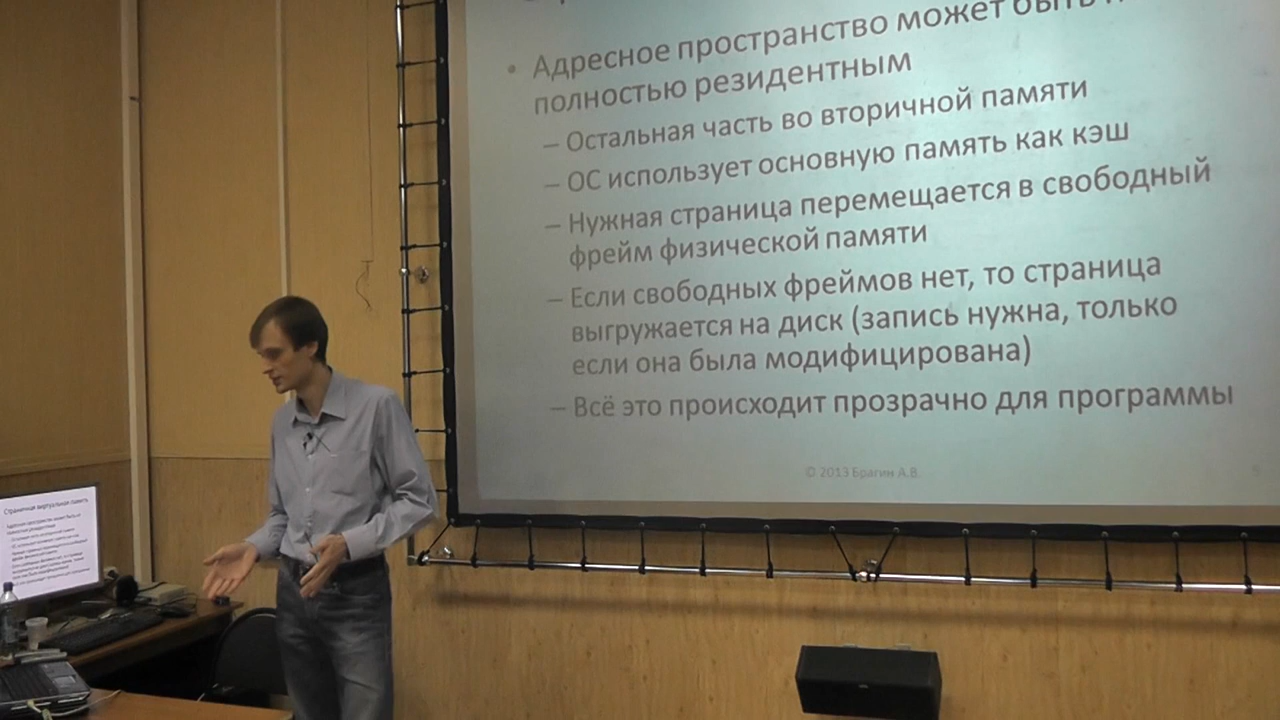 Адресное пространство может быть
полностью резидентным
– Остальная часть во вторичной памяти
– ОС использует основную память как кэш
– Нужная страница перемещается в свободный
фрейм физической памяти
– Если свободных фреймов нет, то страница
выгружается на диск (запись нужна, только
если она была модифицирована)
– Всё это происходит прозрачно для программы
© 2013 Брагин А.В.
Страничная виртуальная память